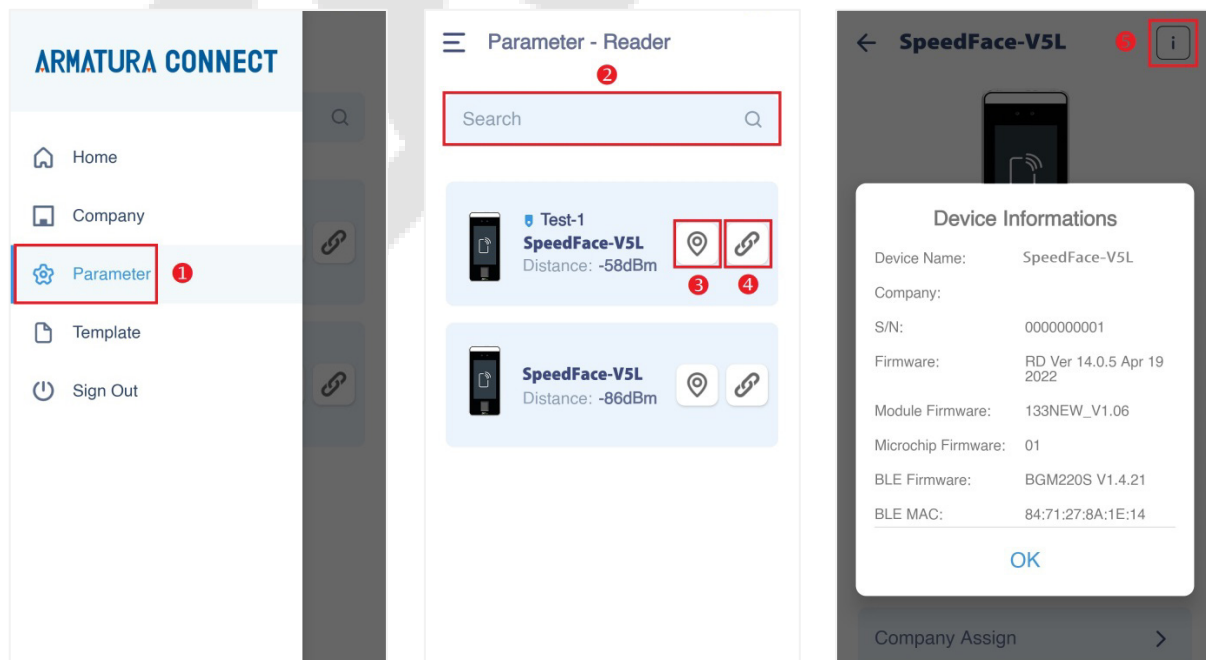 ARMATURA CONNECT
Home
Company
Parameter
1
Template
Sign Out
Parameter - Reader
2
Search
Test-1
SpeedFace-V5L
Distance: -58dBm
3
4
SpeedFace-V5L
Distance: -86dBm
SpeedFace-V5L
5
i
Device Informations
Device Name: SpeedFace-V5L
Company:
S/N: 0000000001
Firmware: RD Ver 14.0.5 Apr 19
2022
Module Firmware: 133NEW_V1.06
Microchip Firmware: 01
BLE Firmware: BGM220S V1.4.21
BLE MAC: 84:71:27:8A:1E:14
OK
Company Assign